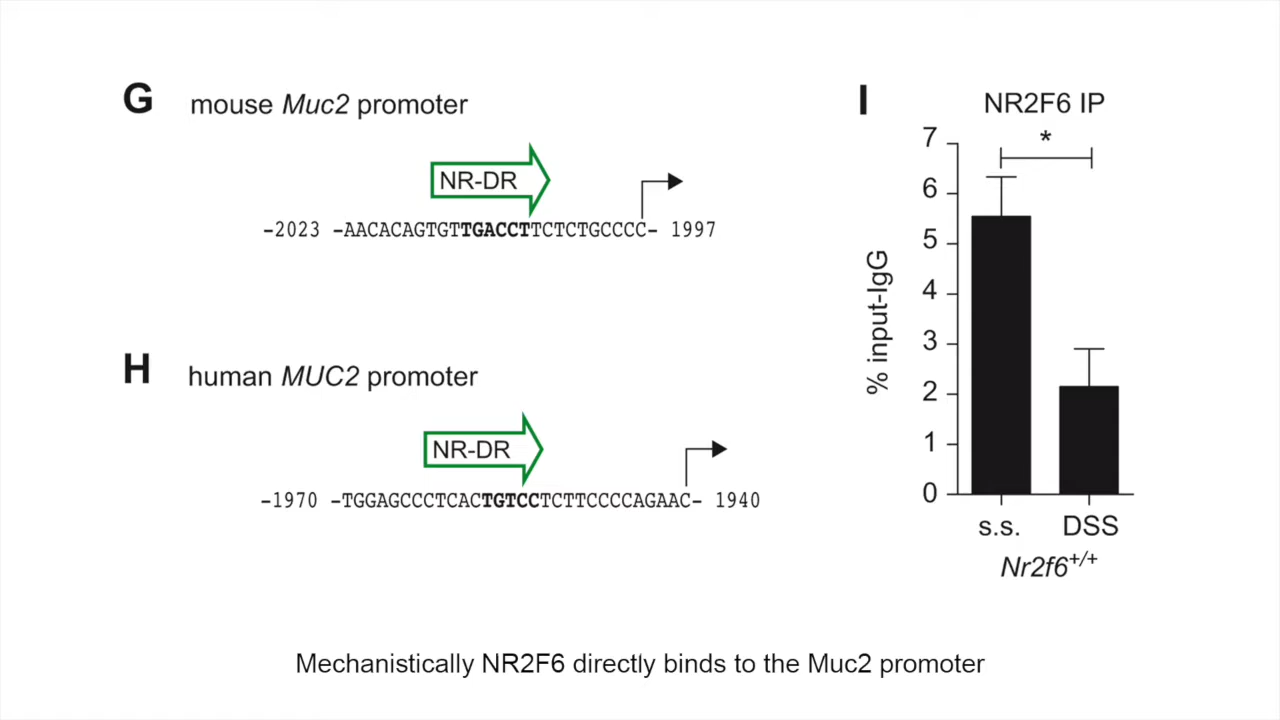 G mouse Muc2 promoter
NR-DR
-2023 -AACACAGTGTTGACCTTCTCTGCCCC- 1997
H human MUC2 promoter
NR-DR
-1970 -TGGAGCCCTCACTGTCCTCTTCCCCAGAAC- 1940
I NR2F6 IP
*
7
6
5
4
3
2
1
0
% input-IgG
s.s. DSS
Nr2f6+/+
Mechanistically NR2F6 directly binds to the Muc2 promoter